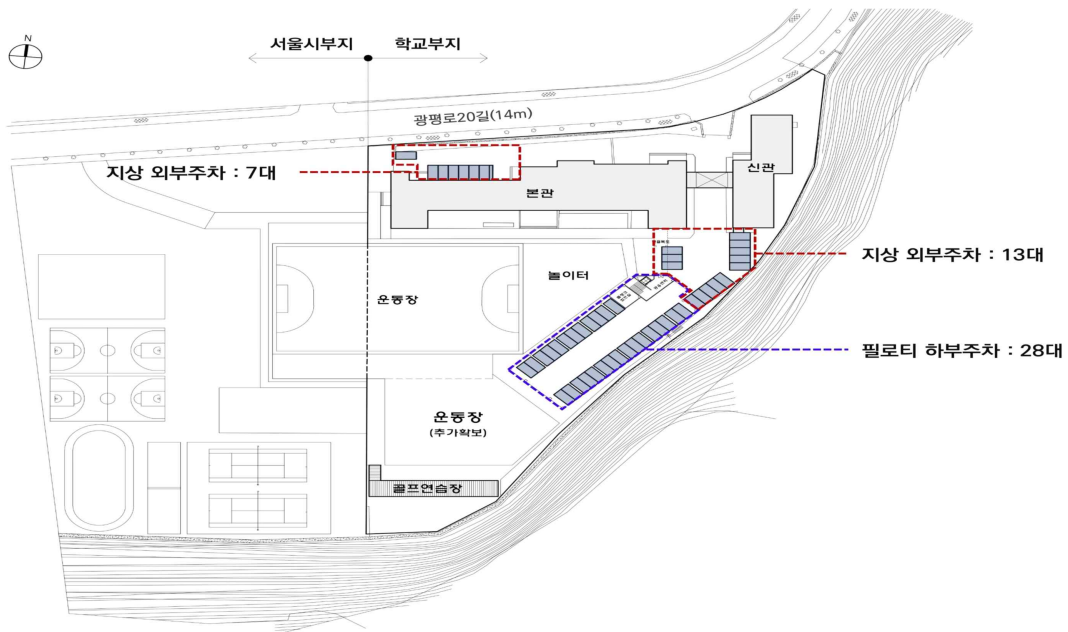 N
서울시부지
학교부지
광평로20길(14m)
지상 외부주차 : 7대
신관
본관
지상 외부주차 : 13대
놀이터
운동장
필로티 하부주차 : 28대
운동장
(추가확보)
골프연습장